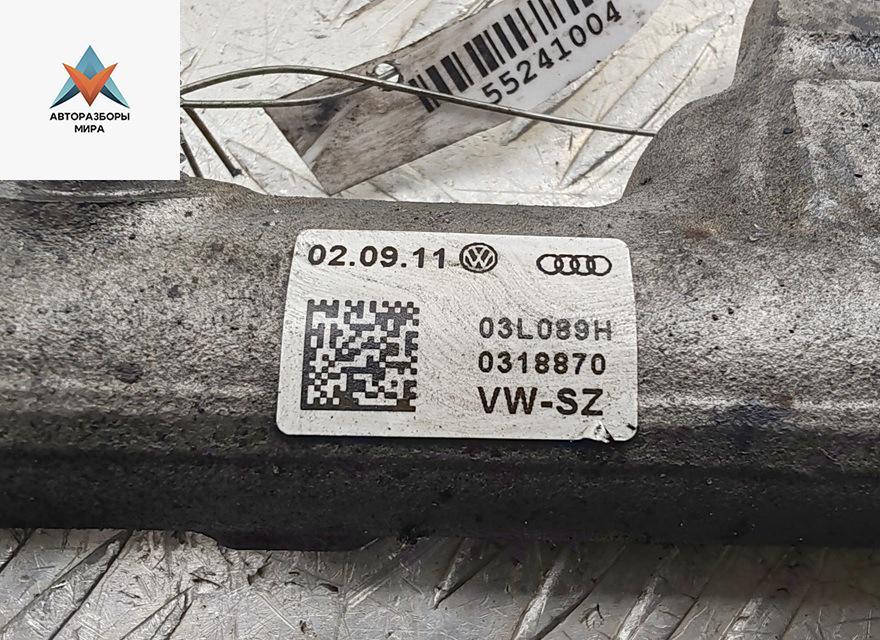 АВТОРАЗБОРЫ
МИРА
55241004
02.09.11
03L089H
0318870
VW-SZ